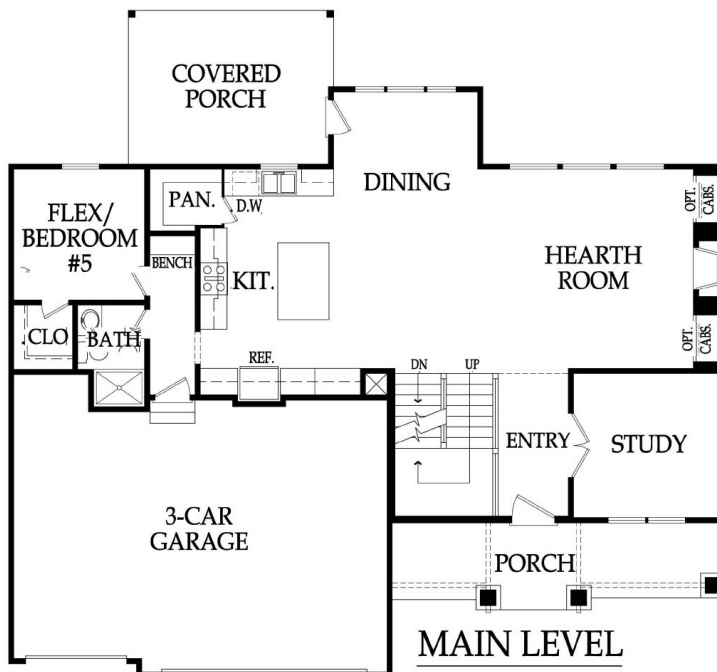 COVERED
PORCH
DINING
PAN.
D.W
FLEX/
BEDROOM
#5
BENCH
KIT.
HEARTH
ROOM
OPT.
CABS.
CLO
BATH
REF.
OPT.
CABS.
DN
UP
ENTRY
STUDY
3-CAR
GARAGE
PORCH
MAIN LEVEL